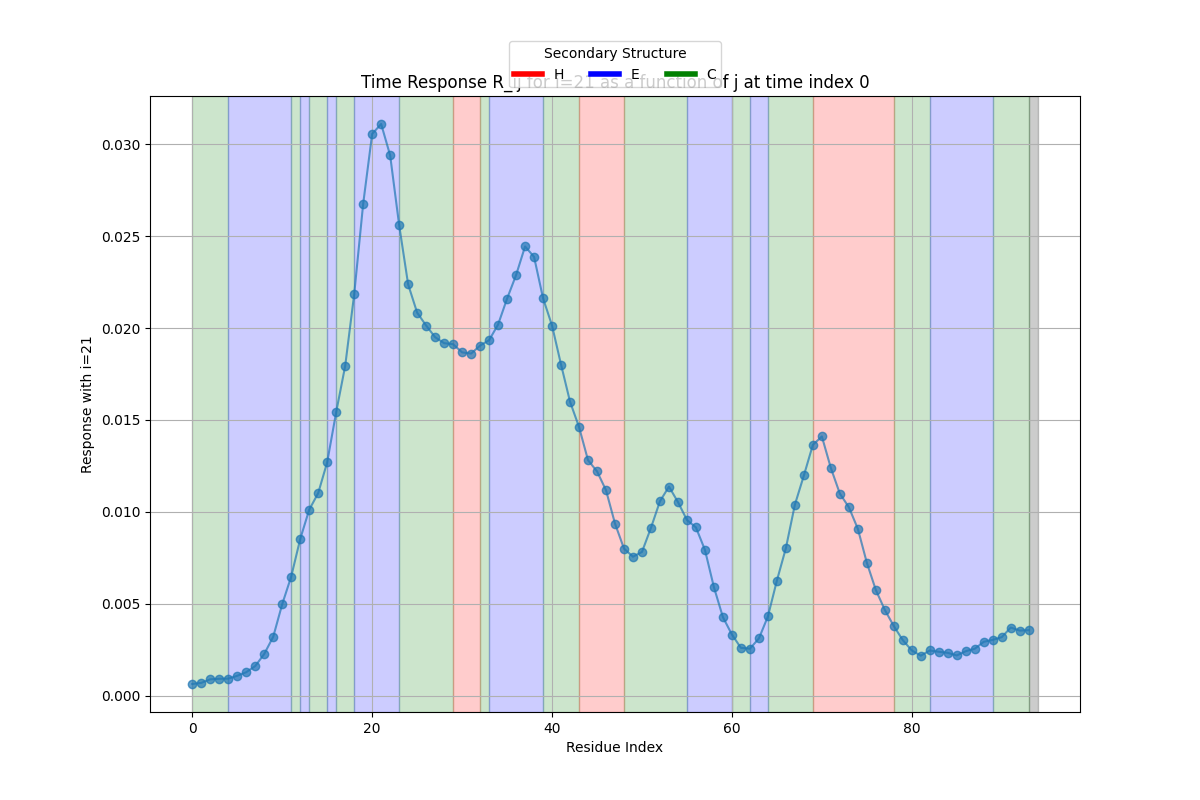 Secondary Structure
H E C
Time Response R_ij for i=21 as a function of j at time index 0
Response with i=21
0.030
0.025
0.020
0.015
0.010
0.005
0.000
0 20 40 60 80
Residue Index